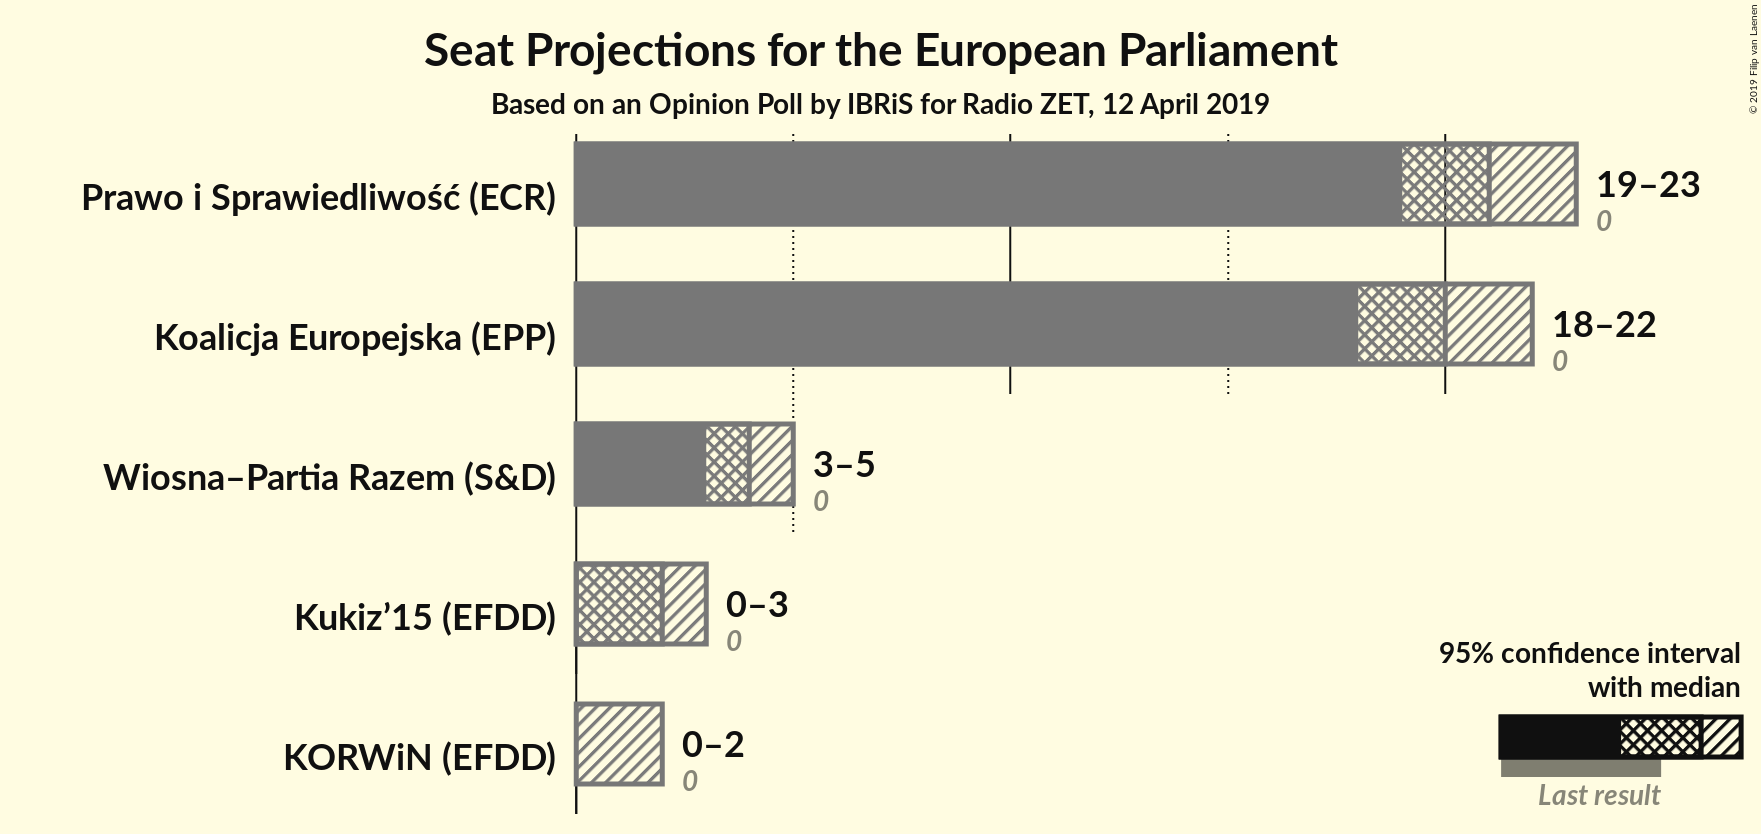 Seat Projections for the European Parliament
Based on an Opinion Poll by IBRiS for Radio ZET, 12 April 2019
© 2019 Filip van Laenen
Prawo i Sprawiedliwość (ECR)
19–23
0
Koalicja Europejska (EPP)
18–22
0
Wiosna–Partia Razem (S&D)
3–5
0
Kukiz’15 (EFDD)
0–3
0
KORWiN (EFDD)
0–2
0
95% confidence interval
with median
Last result